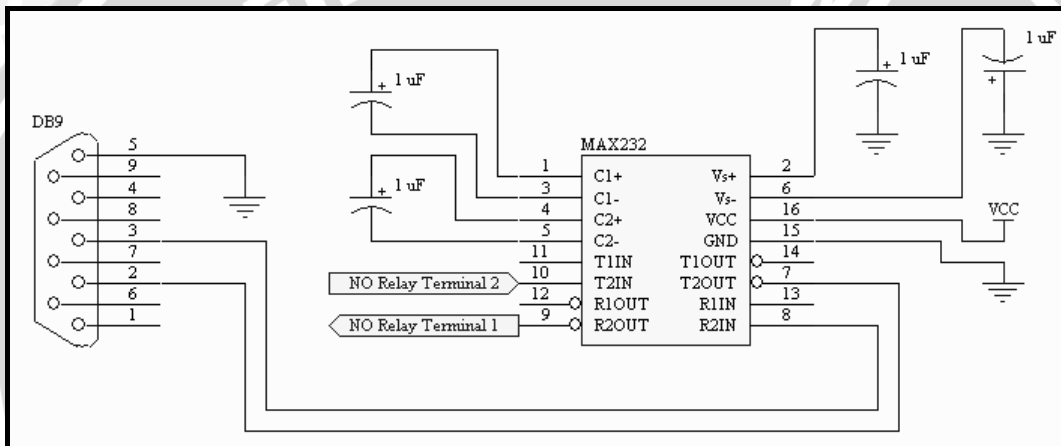 1 uF
1 uF
+
+
1 uF
+
DB9
5
9
4
8
3
7
2
6
1
+
1 uF
MAX232
1 C1+ Vs+ 2
3 C1- Vs- 6
4 C2+ VCC 16
5 C2- GND 15
11 T1IN T1OUT 14
10 T2IN T2OUT 7
12 R1OUT R1IN 13
9 R2OUT R2IN 8
VCC
NO Relay Terminal 2
NO Relay Terminal 1